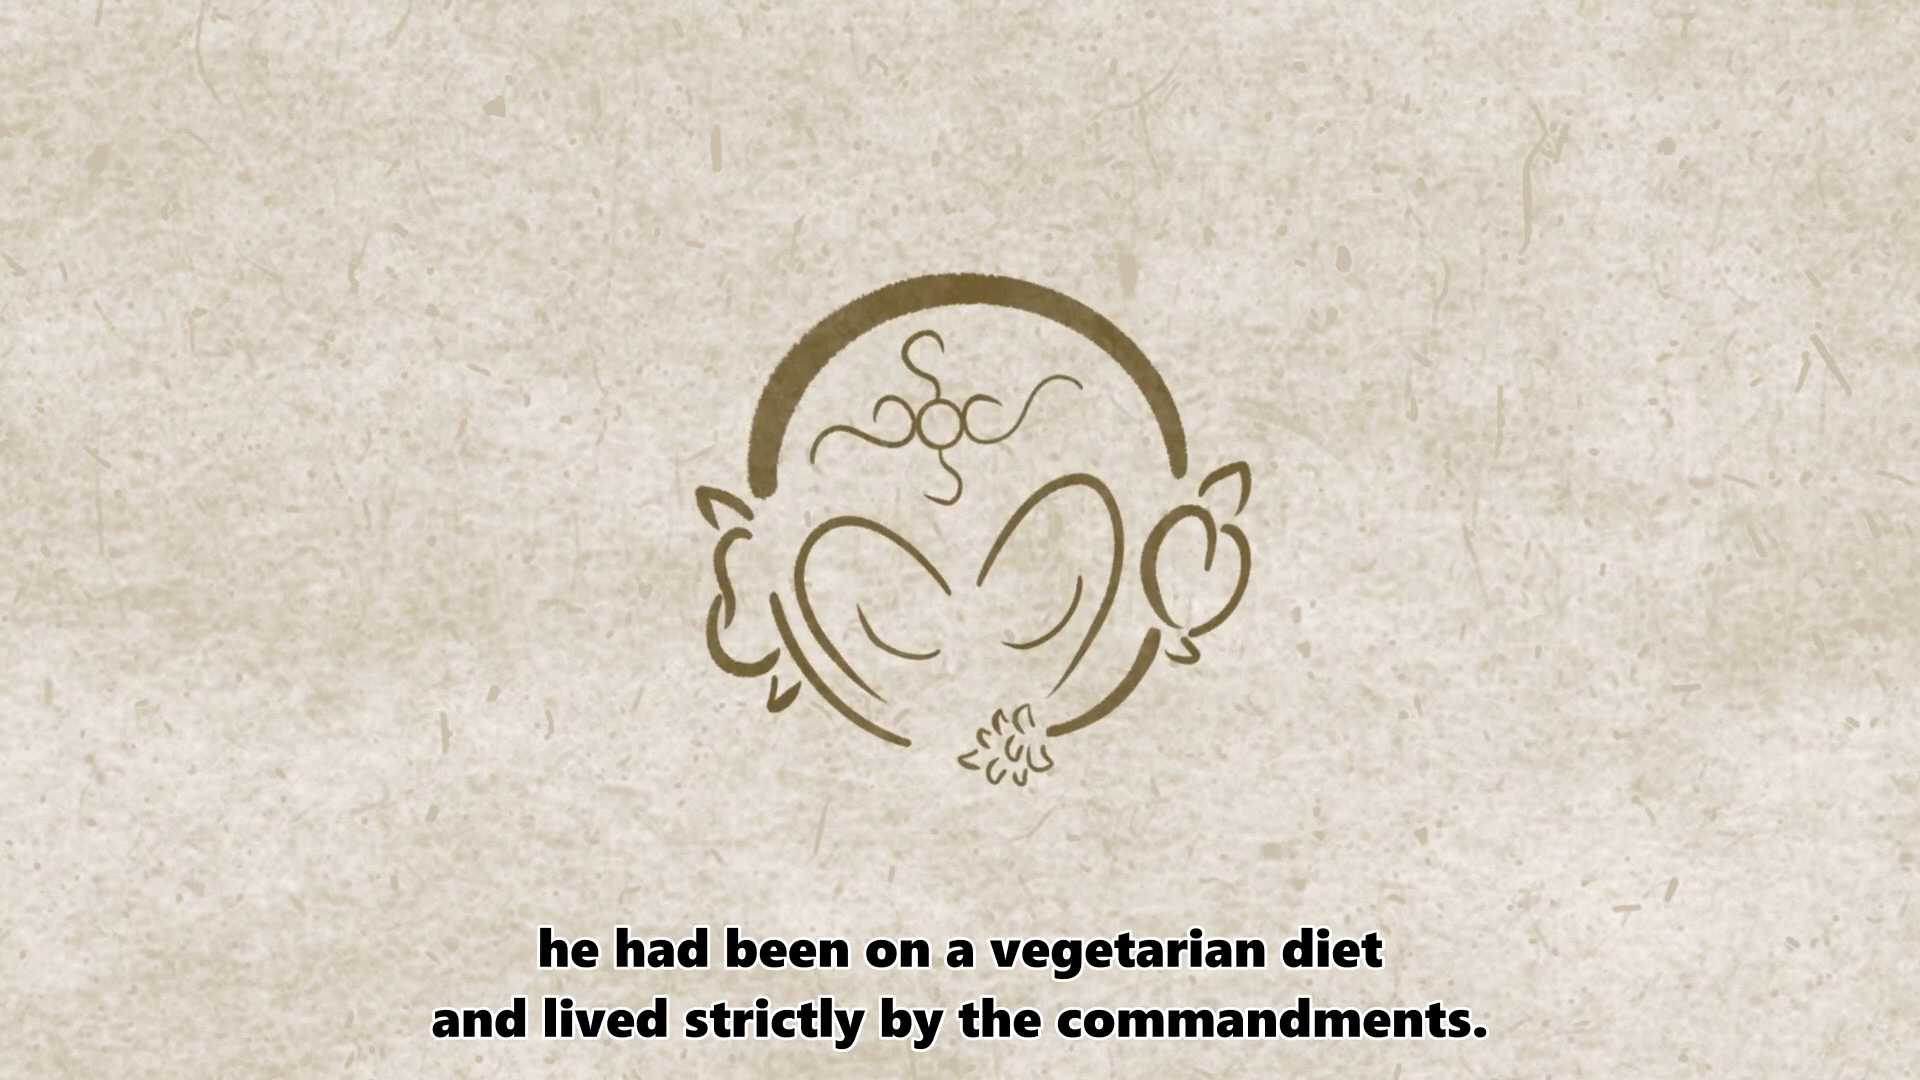 he had been on a vegetarian diet
and lived strictly by the commandments.